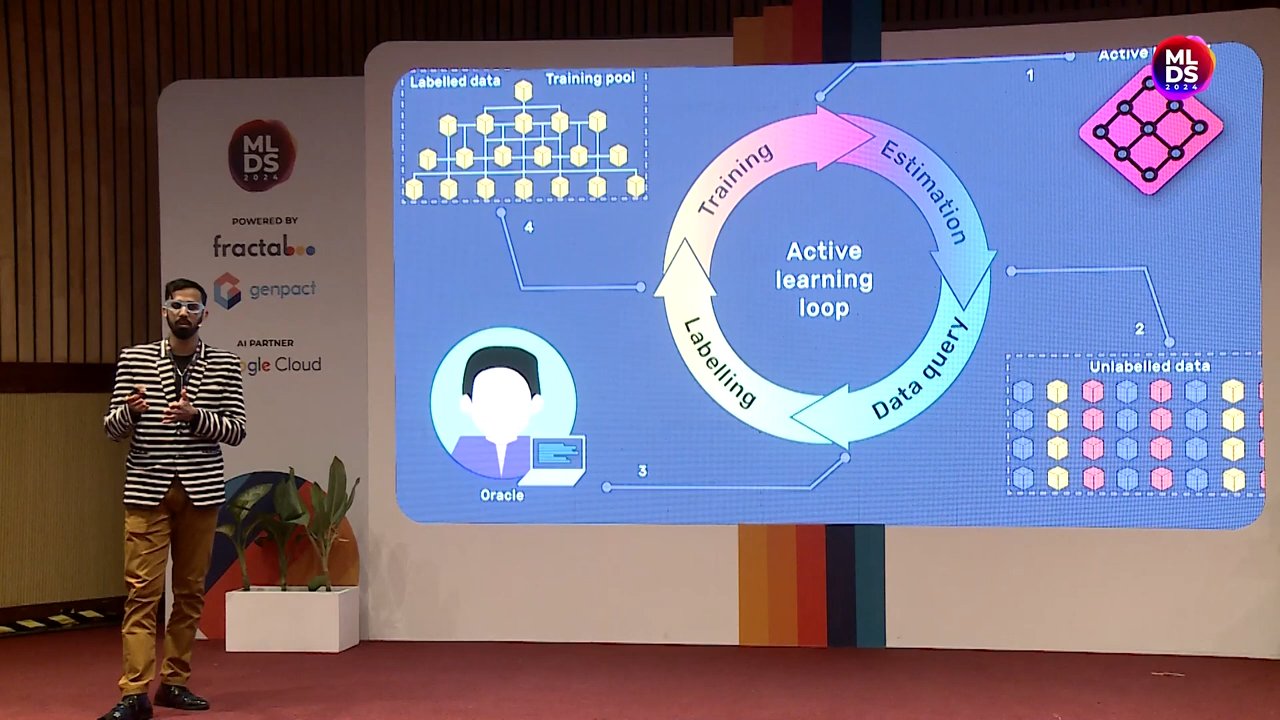 Labelled data
Training pool
Active
1
ML
DS
2024
ML
DS
2024
POWERED BY
fractal
genpact
AI PARTNER
gle Cloud
Training
Estimation
Active
learning
loop
4
2
Labelling
Data query
Unlabelled data
3
Oracle